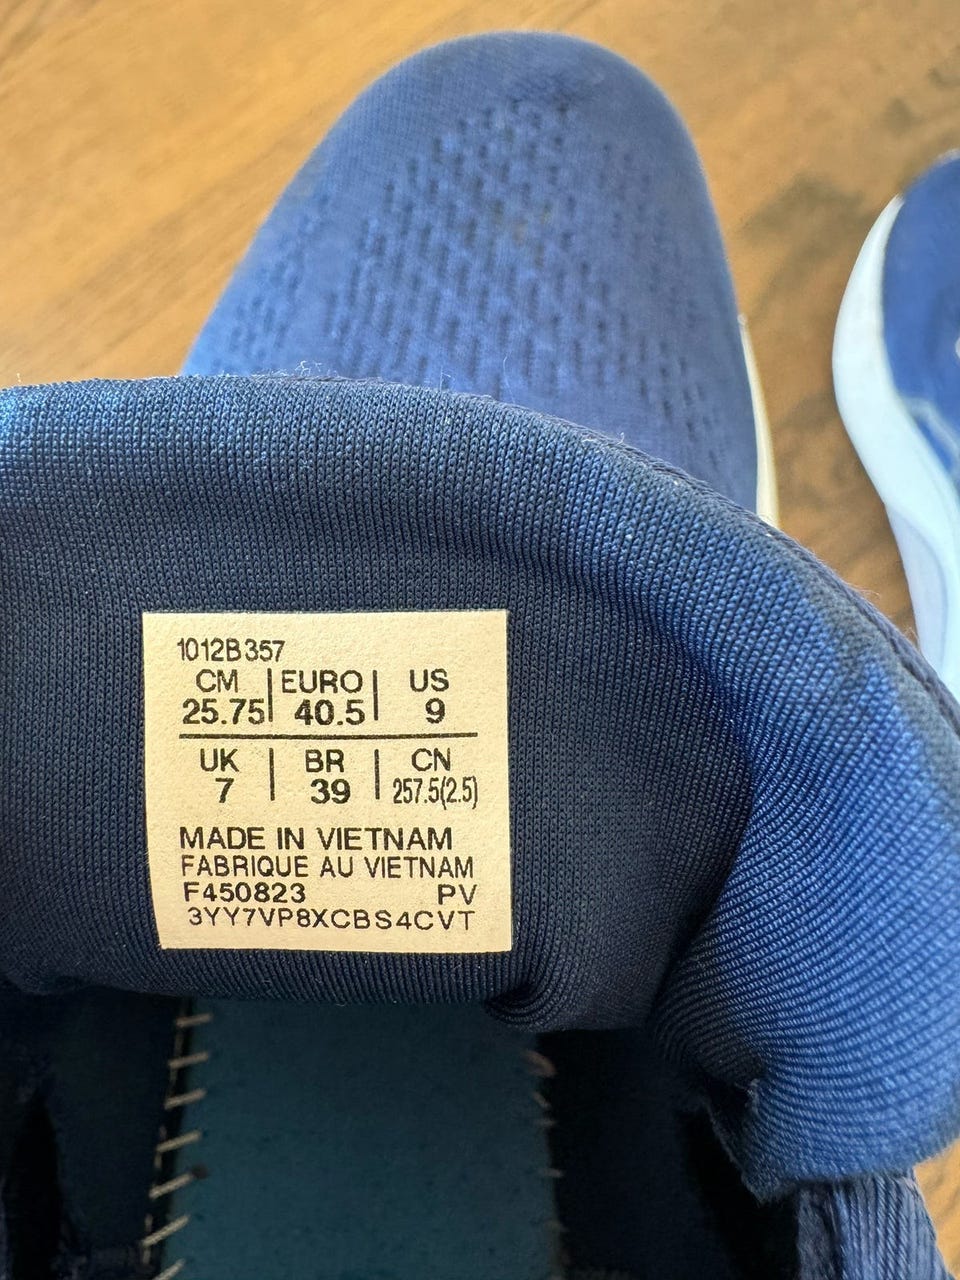 1012B357
CM | EURO | US
25.75 | 40.5 | 9
UK | BR | CN
7 | 39 | 257.5(2.5)
MADE IN VIETNAM
FABRIQUE AU VIETNAM
F450823 PV
3YY7VP8XCBS4CVT